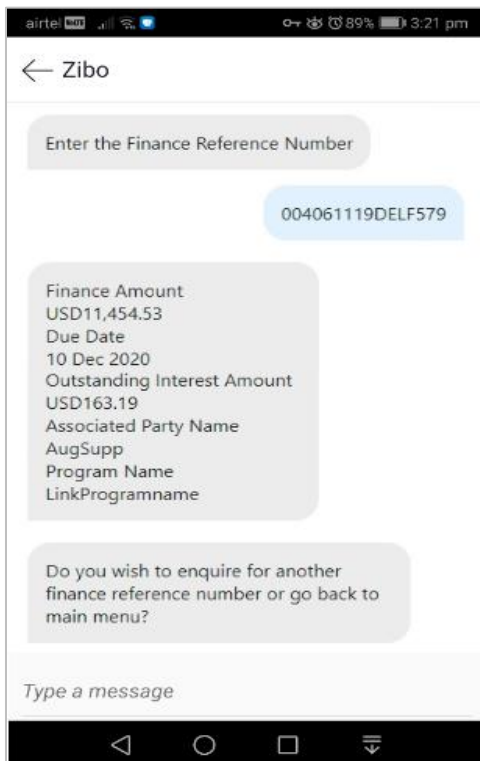 airtel VoLTE 89% 3:21 pm
Zibo
Enter the Finance Reference Number
004061119DELF579
Finance Amount
USD11,454.53
Due Date
10 Dec 2020
Outstanding Interest Amount
USD163.19
Associated Party Name
AugSupp
Program Name
LinkProgramname
Do you wish to enquire for another
finance reference number or go back to
main menu?
Type a message